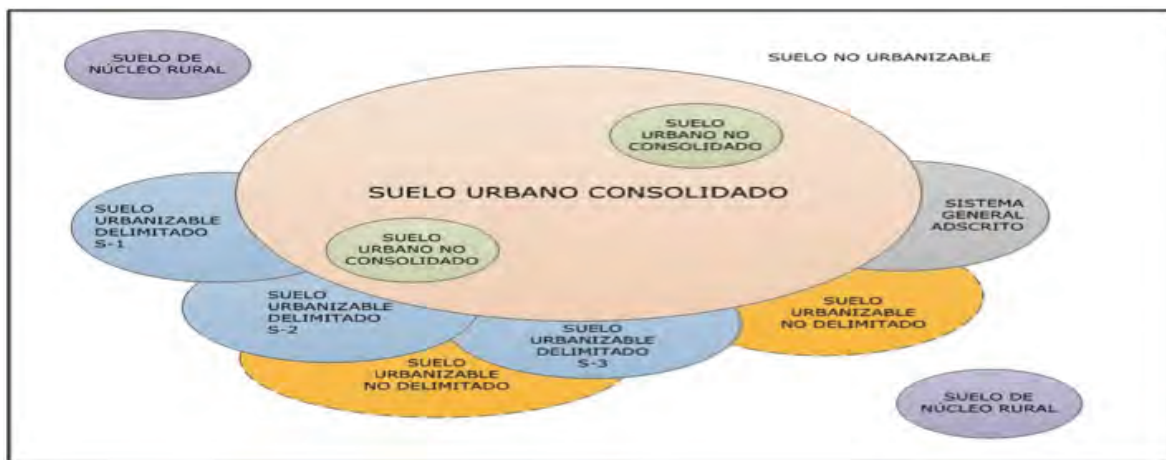 SUELO DE
NÚCLEO RURAL
SUELO NO URBANIZABLE
SUELO
URBANO NO
CONSOLIDADO
SUELO URBANO CONSOLIDADO
SUELO
URBANIZABLE
DELIMITADO
S-1
SISTEMA
GENERAL
ADSCRITO
SUELO
URBANO NO
CONSOLIDADO
SUELO
URBANIZABLE
DELIMITADO
S-2
SUELO
URBANIZABLE
NO DELIMITADO
SUELO
URBANIZABLE
DELIMITADO
S-3
SUELO
URBANIZABLE
NO DELIMITADO
SUELO DE
NÚCLEO RURAL